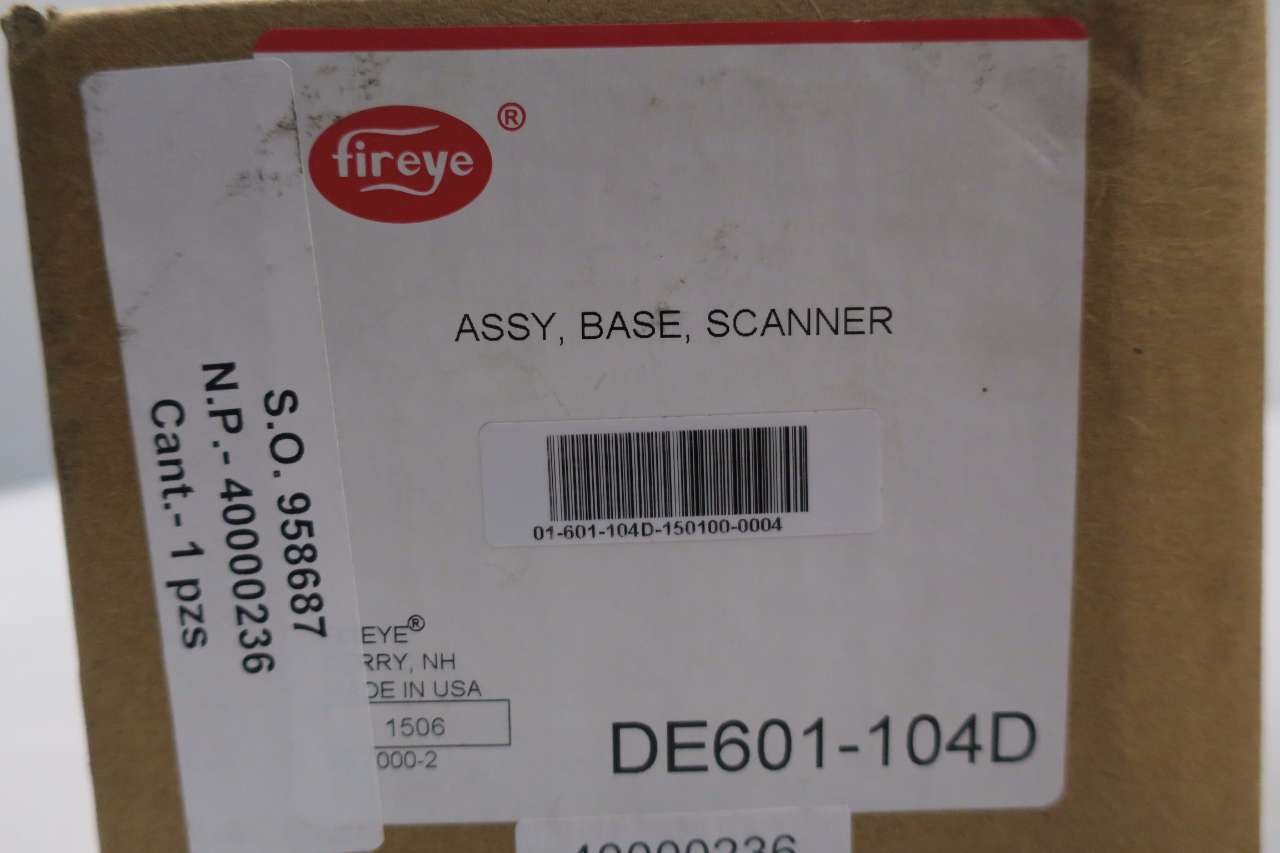 fireye®
ASSY, BASE, SCANNER
01-601-104D-150100-0004
S.O. 958687
N.P.- 40000236
Cant.- 1 pzs
EYE®
RRY, NH
DE IN USA
1506
000-2
DE601-104D
40000236